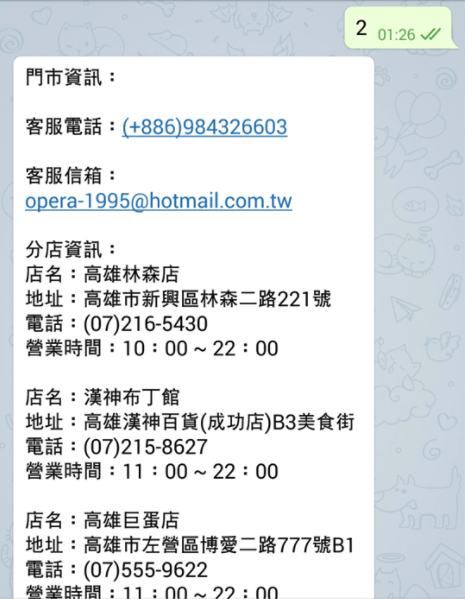 2 01:26
門市資訊：
客服電話：(+886)984326603
客服信箱：
opera-1995@hotmail.com.tw
分店資訊：
店名：高雄林森店
地址：高雄市新興區林森二路221號
電話：(07)216-5430
營業時間：10：00 ~ 22：00
店名：漢神布丁館
地址：高雄漢神百貨(成功店)B3美食街
電話：(07)215-8627
營業時間：11：00 ~ 22：00
店名：高雄巨蛋店
地址：高雄市左營區博愛二路777號B1
電話：(07)555-9622
營業時間：11：00 ~ 22：00